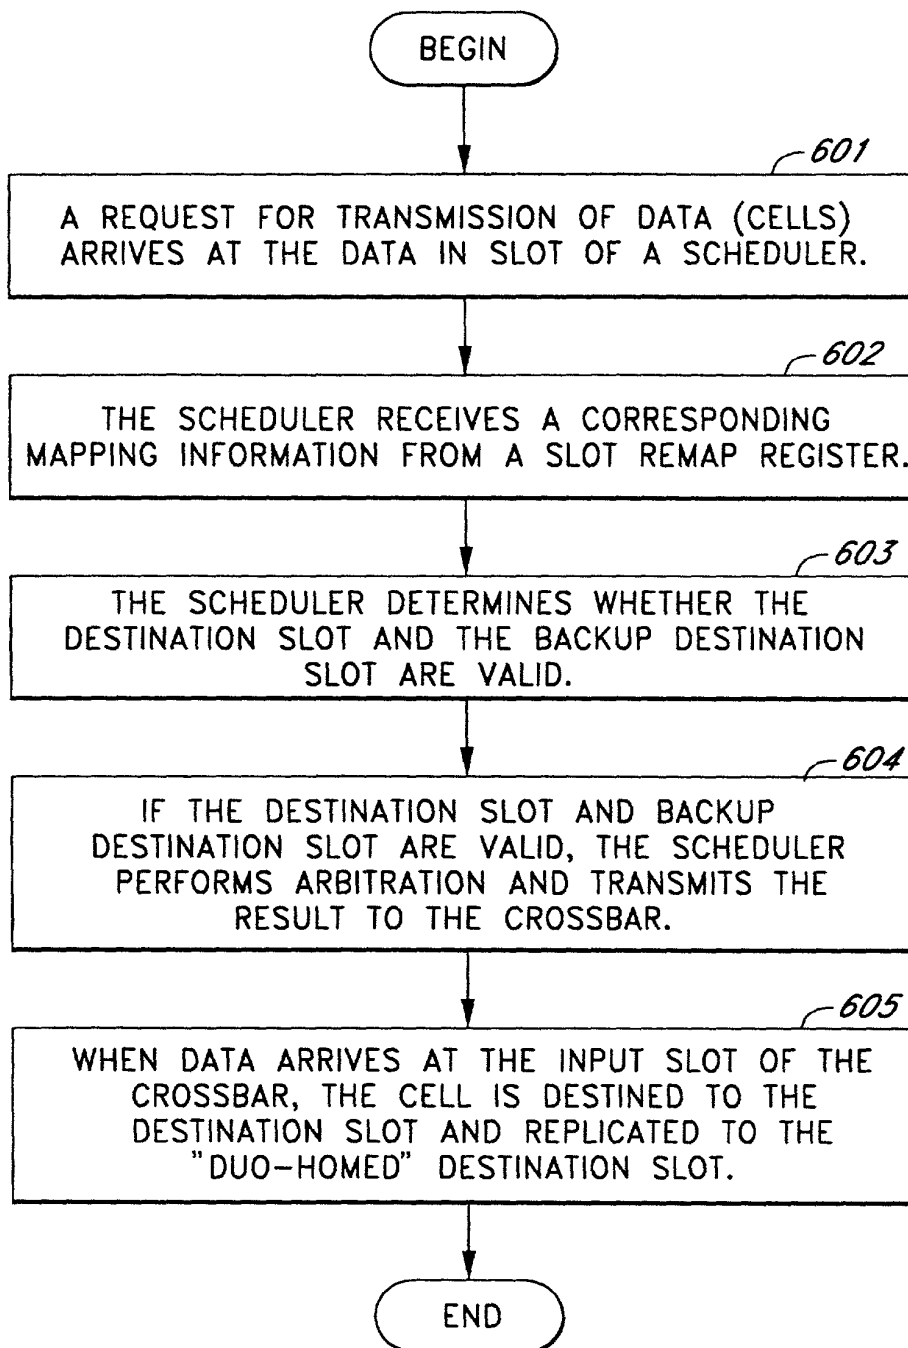 BEGIN
601
A REQUEST FOR TRANSMISSION OF DATA (CELLS)
ARRIVES AT THE DATA IN SLOT OF A SCHEDULER.
602
THE SCHEDULER RECEIVES A CORRESPONDING
MAPPING INFORMATION FROM A SLOT REMAP REGISTER.
603
THE SCHEDULER DETERMINES WHETHER THE
DESTINATION SLOT AND THE BACKUP DESTINATION
SLOT ARE VALID.
604
IF THE DESTINATION SLOT AND BACKUP
DESTINATION SLOT ARE VALID, THE SCHEDULER
PERFORMS ARBITRATION AND TRANSMITS THE
RESULT TO THE CROSSBAR.
605
WHEN DATA ARRIVES AT THE INPUT SLOT OF THE
CROSSBAR, THE CELL IS DESTINED TO THE
DESTINATION SLOT AND REPLICATED TO THE
"DUO-HOMED" DESTINATION SLOT.
END